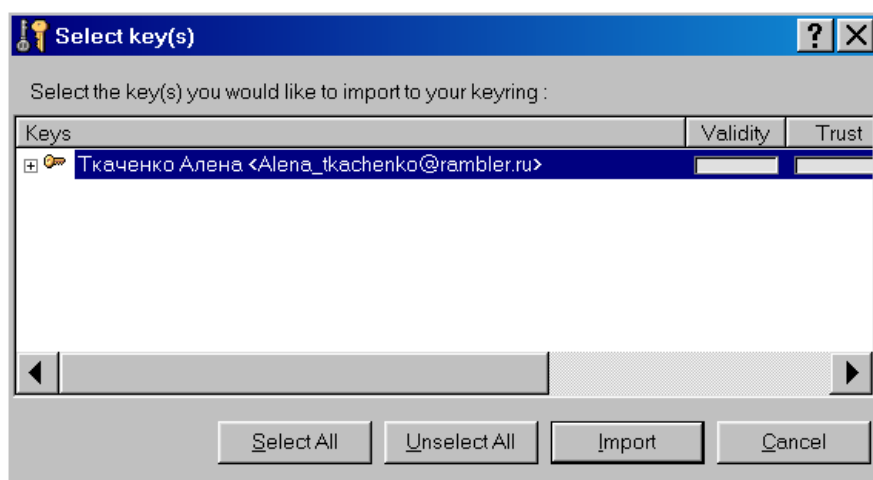 Select key(s)
Select the key(s) you would like to import to your keyring :
Keys Validity Trust
Ткаченко Алена <Alena_tkachenko@rambler.ru>
Select All Unselect All Import Cancel